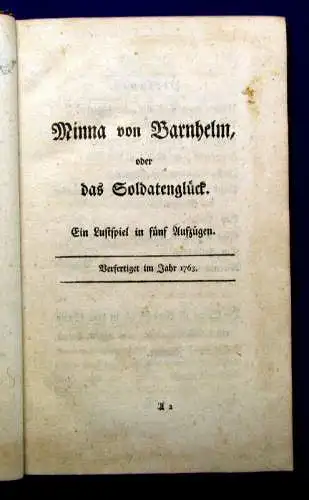 Minna von Barnhelm,
oder
das Soldatenglück.
Ein Lustspiel in fünf Aufzügen.
Verfertiget im Jahr 1763.
A 2